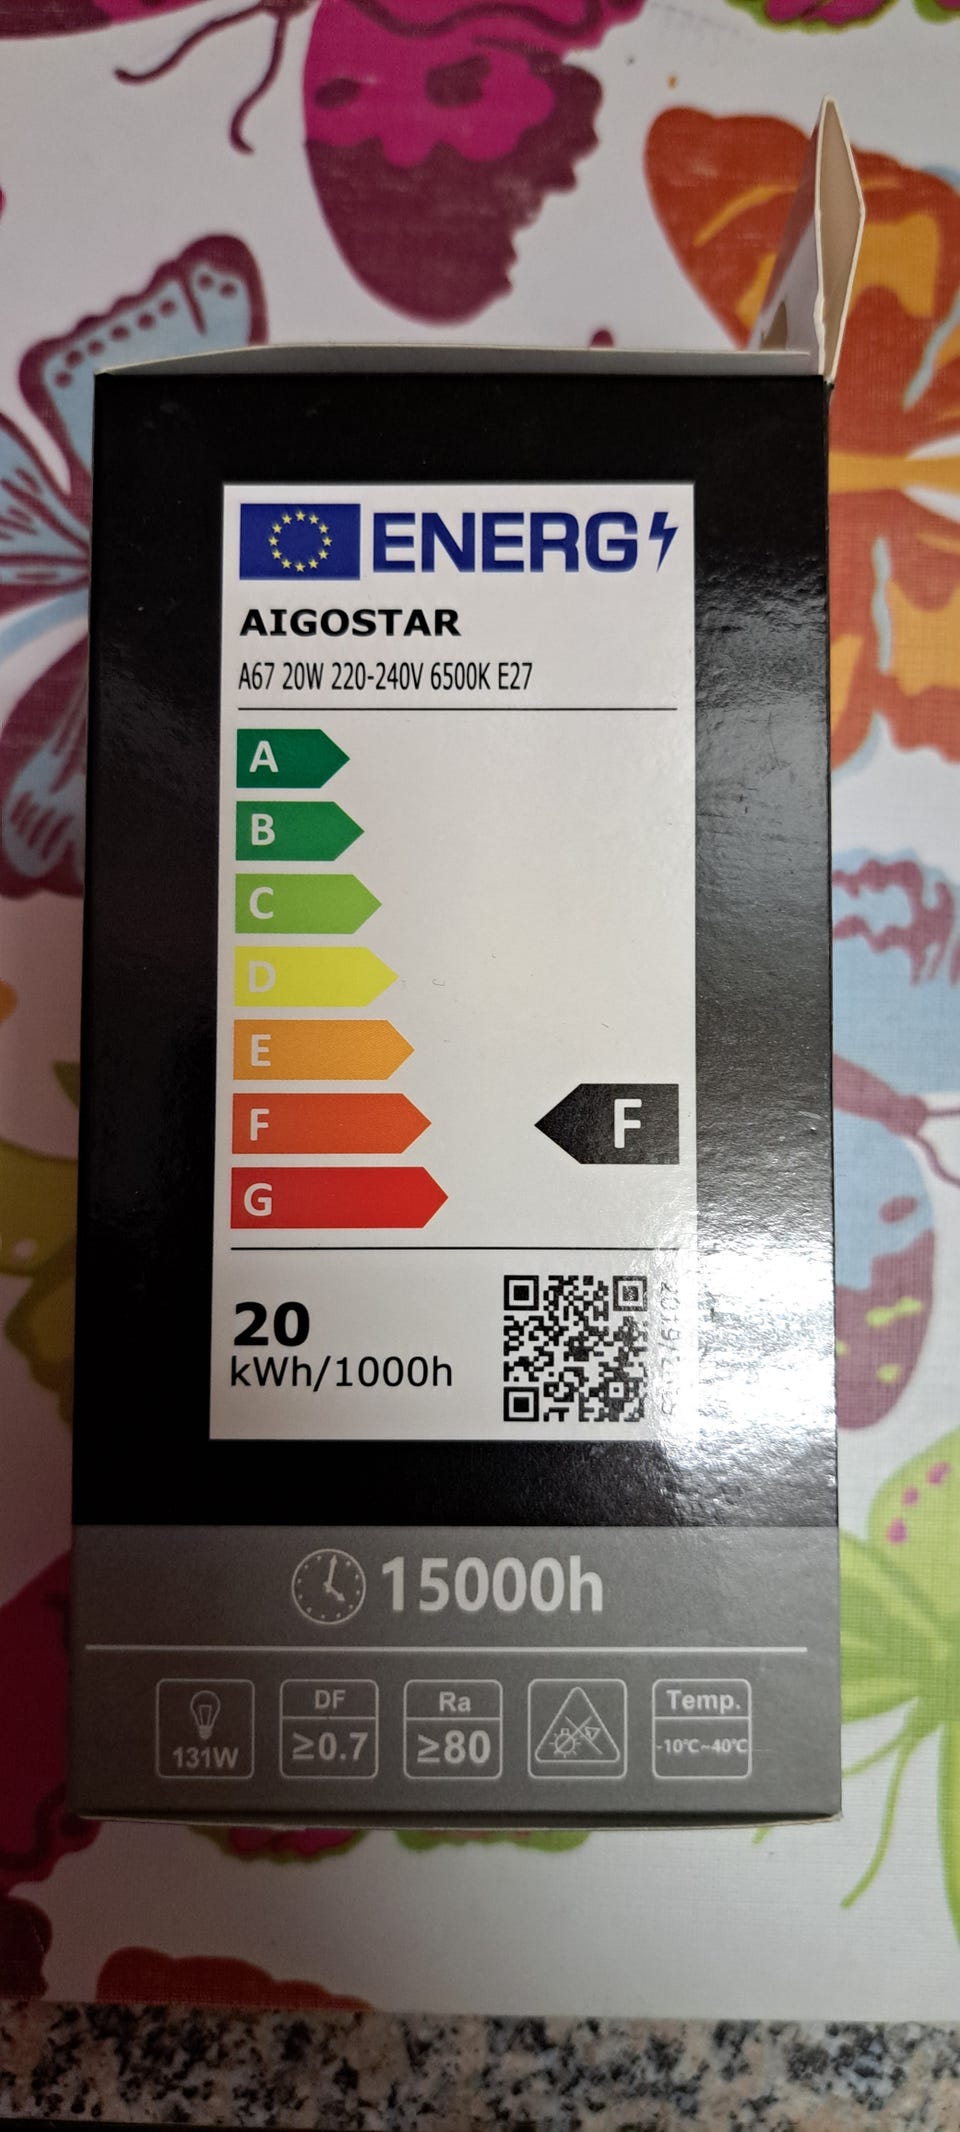 ENERG
AIGOSTAR
A67 20W 220-240V 6500K E27
A
B
C
D
E
F
F
G
20
kWh/1000h
15000h
131W
DF
≥0.7
Ra
≥80
Temp.
-10℃~40℃